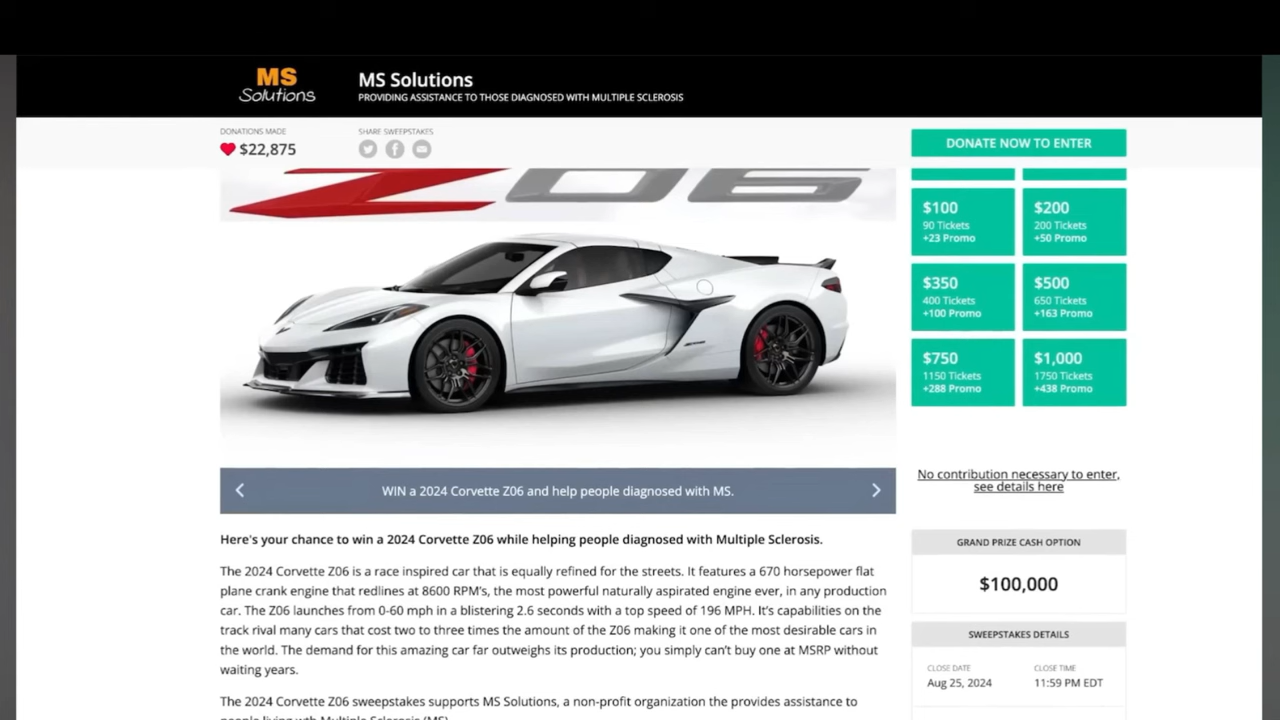 MS
Solutions
MS Solutions
PROVIDING ASSISTANCE TO THOSE DIAGNOSED WITH MULTIPLE SCLEROSIS
DONATIONS MADE
$22,875
SHARE SWEEPSTAKES
DONATE NOW TO ENTER
Z06
$100
90 Tickets
+23 Promo
$200
200 Tickets
+50 Promo
$350
400 Tickets
+100 Promo
$500
650 Tickets
+163 Promo
$750
1150 Tickets
+288 Promo
$1,000
1750 Tickets
+438 Promo
WIN a 2024 Corvette Z06 and help people diagnosed with MS.
No contribution necessary to enter,
see details here
Here's your chance to win a 2024 Corvette Z06 while helping people diagnosed with Multiple Sclerosis.
The 2024 Corvette Z06 is a race inspired car that is equally refined for the streets. It features a 670 horsepower flat
plane crank engine that redlines at 8600 RPM's, the most powerful naturally aspirated engine ever, in any production
car. The Z06 launches from 0-60 mph in a blistering 2.6 seconds with a top speed of 196 MPH. It's capabilities on the
track rival many cars that cost two to three times the amount of the Z06 making it one of the most desirable cars in
the world. The demand for this amazing car far outweighs its production; you simply can't buy one at MSRP without
waiting years.
The 2024 Corvette Z06 sweepstakes supports MS Solutions, a non-profit organization the provides assistance to
people living wth Multiple Sclerosis (MS)
GRAND PRIZE CASH OPTION
$100,000
SWEEPSTAKES DETAILS
CLOSE DATE
Aug 25, 2024
CLOSE TIME
11:59 PM EDT